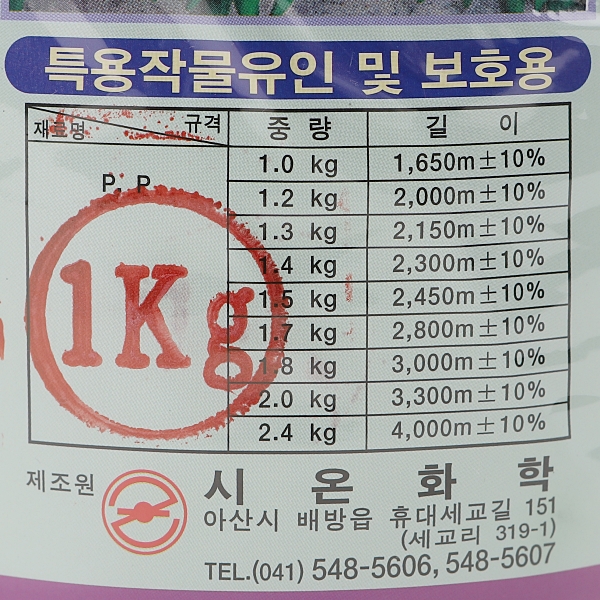 특용작물유인 및 보호용
재료명 규격 중 량 길 이
P. P 1.0 kg 1,650m±10%
1.2 kg 2,000m±10%
1.3 kg 2,150m±10%
1.4 kg 2,300m±10%
1.5 kg 2,450m±10%
1.7 kg 2,800m±10%
1.8 kg 3,000m±10%
2.0 kg 3,300m±10%
2.4 kg 4,000m±10%
1Kg
제조원 시 온 화 학
아산시 배방읍 휴대세교길 151
(세교리 319-1)
TEL.(041) 548-5606, 548-5607